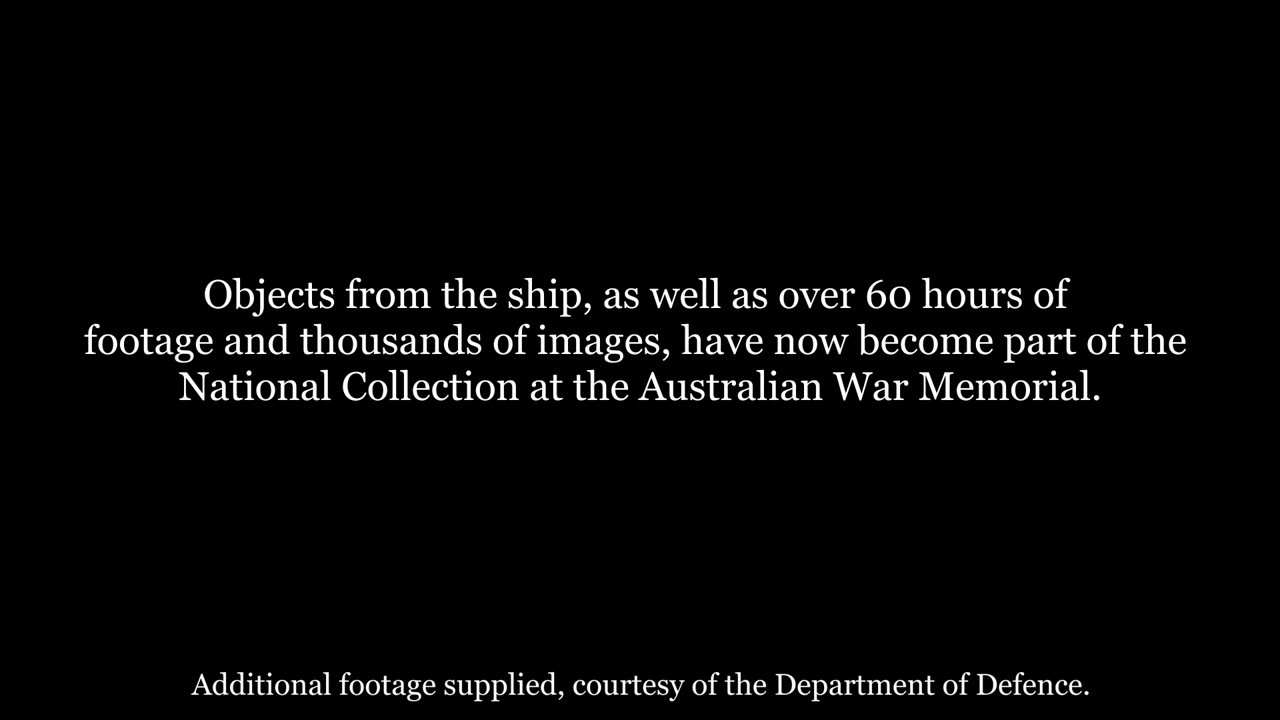 Objects from the ship, as well as over 60 hours of
footage and thousands of images, have now become part of the
National Collection at the Australian War Memorial.
Additional footage supplied, courtesy of the Department of Defence.